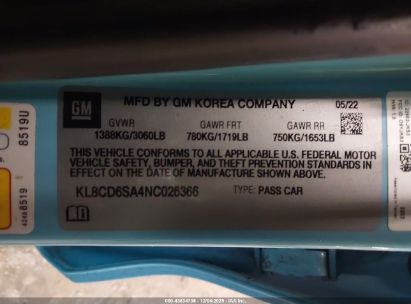 GM
MFD BY GM KOREA COMPANY
05/22
GVWR
GAWR FRT
GAWR RR
1388KG/3060LB
780KG/1719LB
750KG/1653LB
THIS VEHICLE CONFORMS TO ALL APPLICABLE U.S. FEDERAL MOTOR
VEHICLE SAFETY, BUMPER, AND THEFT PREVENTION STANDARDS IN
EFFECT ON THE DATE OF MANUFACTURE SHOWN ABOVE.
KL8CD6SA4NC026366
TYPE: PASS CAR
8519U
42488519